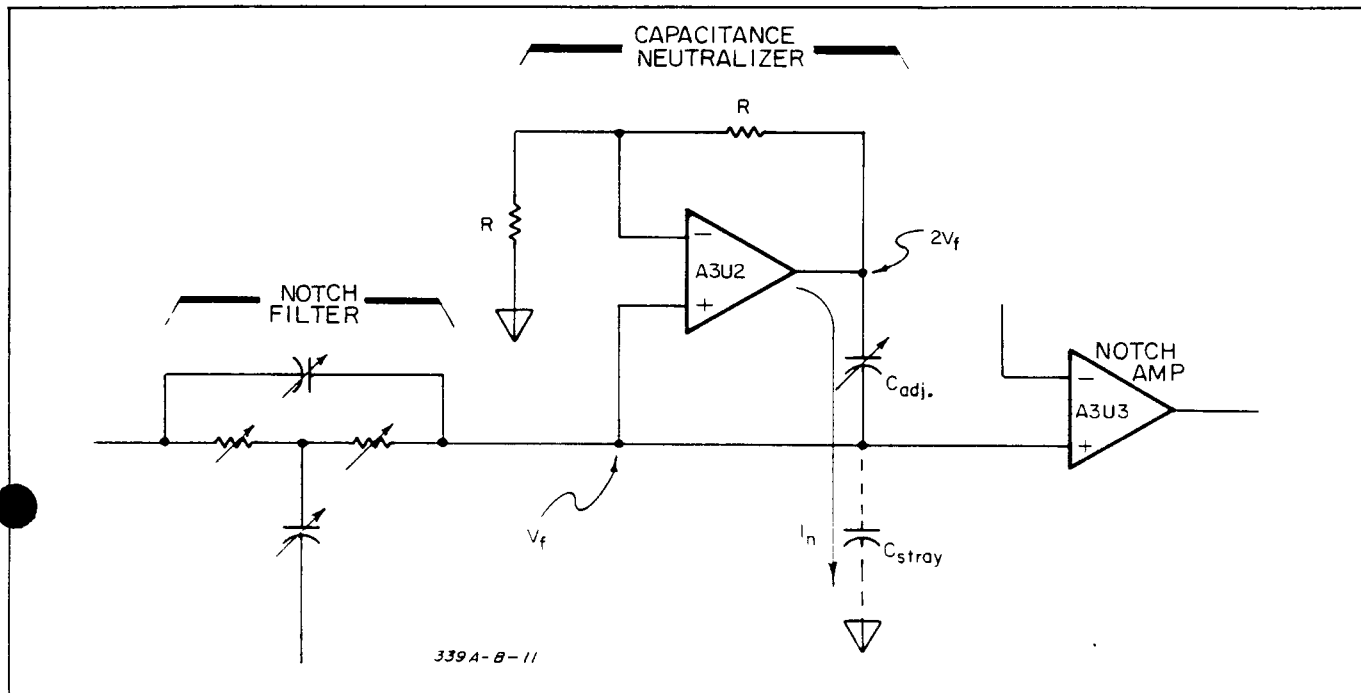 CAPACITANCE
NEUTRALIZER
R
R
−
A3U2
+
2Vf
NOTCH
FILTER
NOTCH
AMP
−
A3U3
+
Cadj.
Vf
In
Cstray
339A-B-11